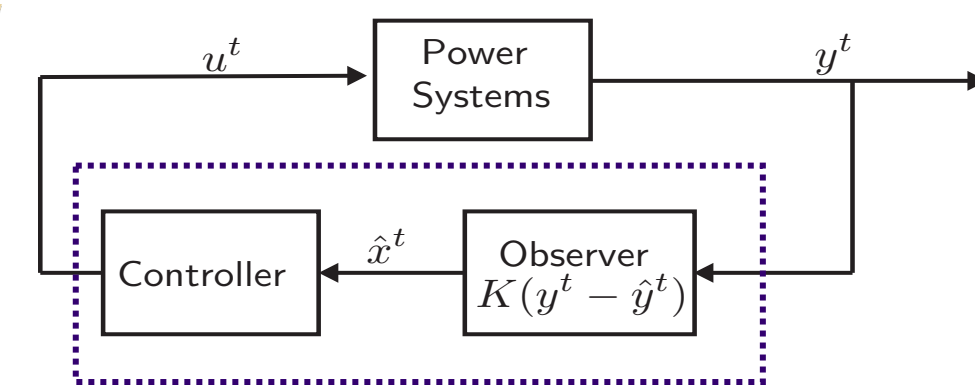 u^t
Power
Systems
y^t
Controller
x̂^t
Observer
K(y^t − ŷ^t)